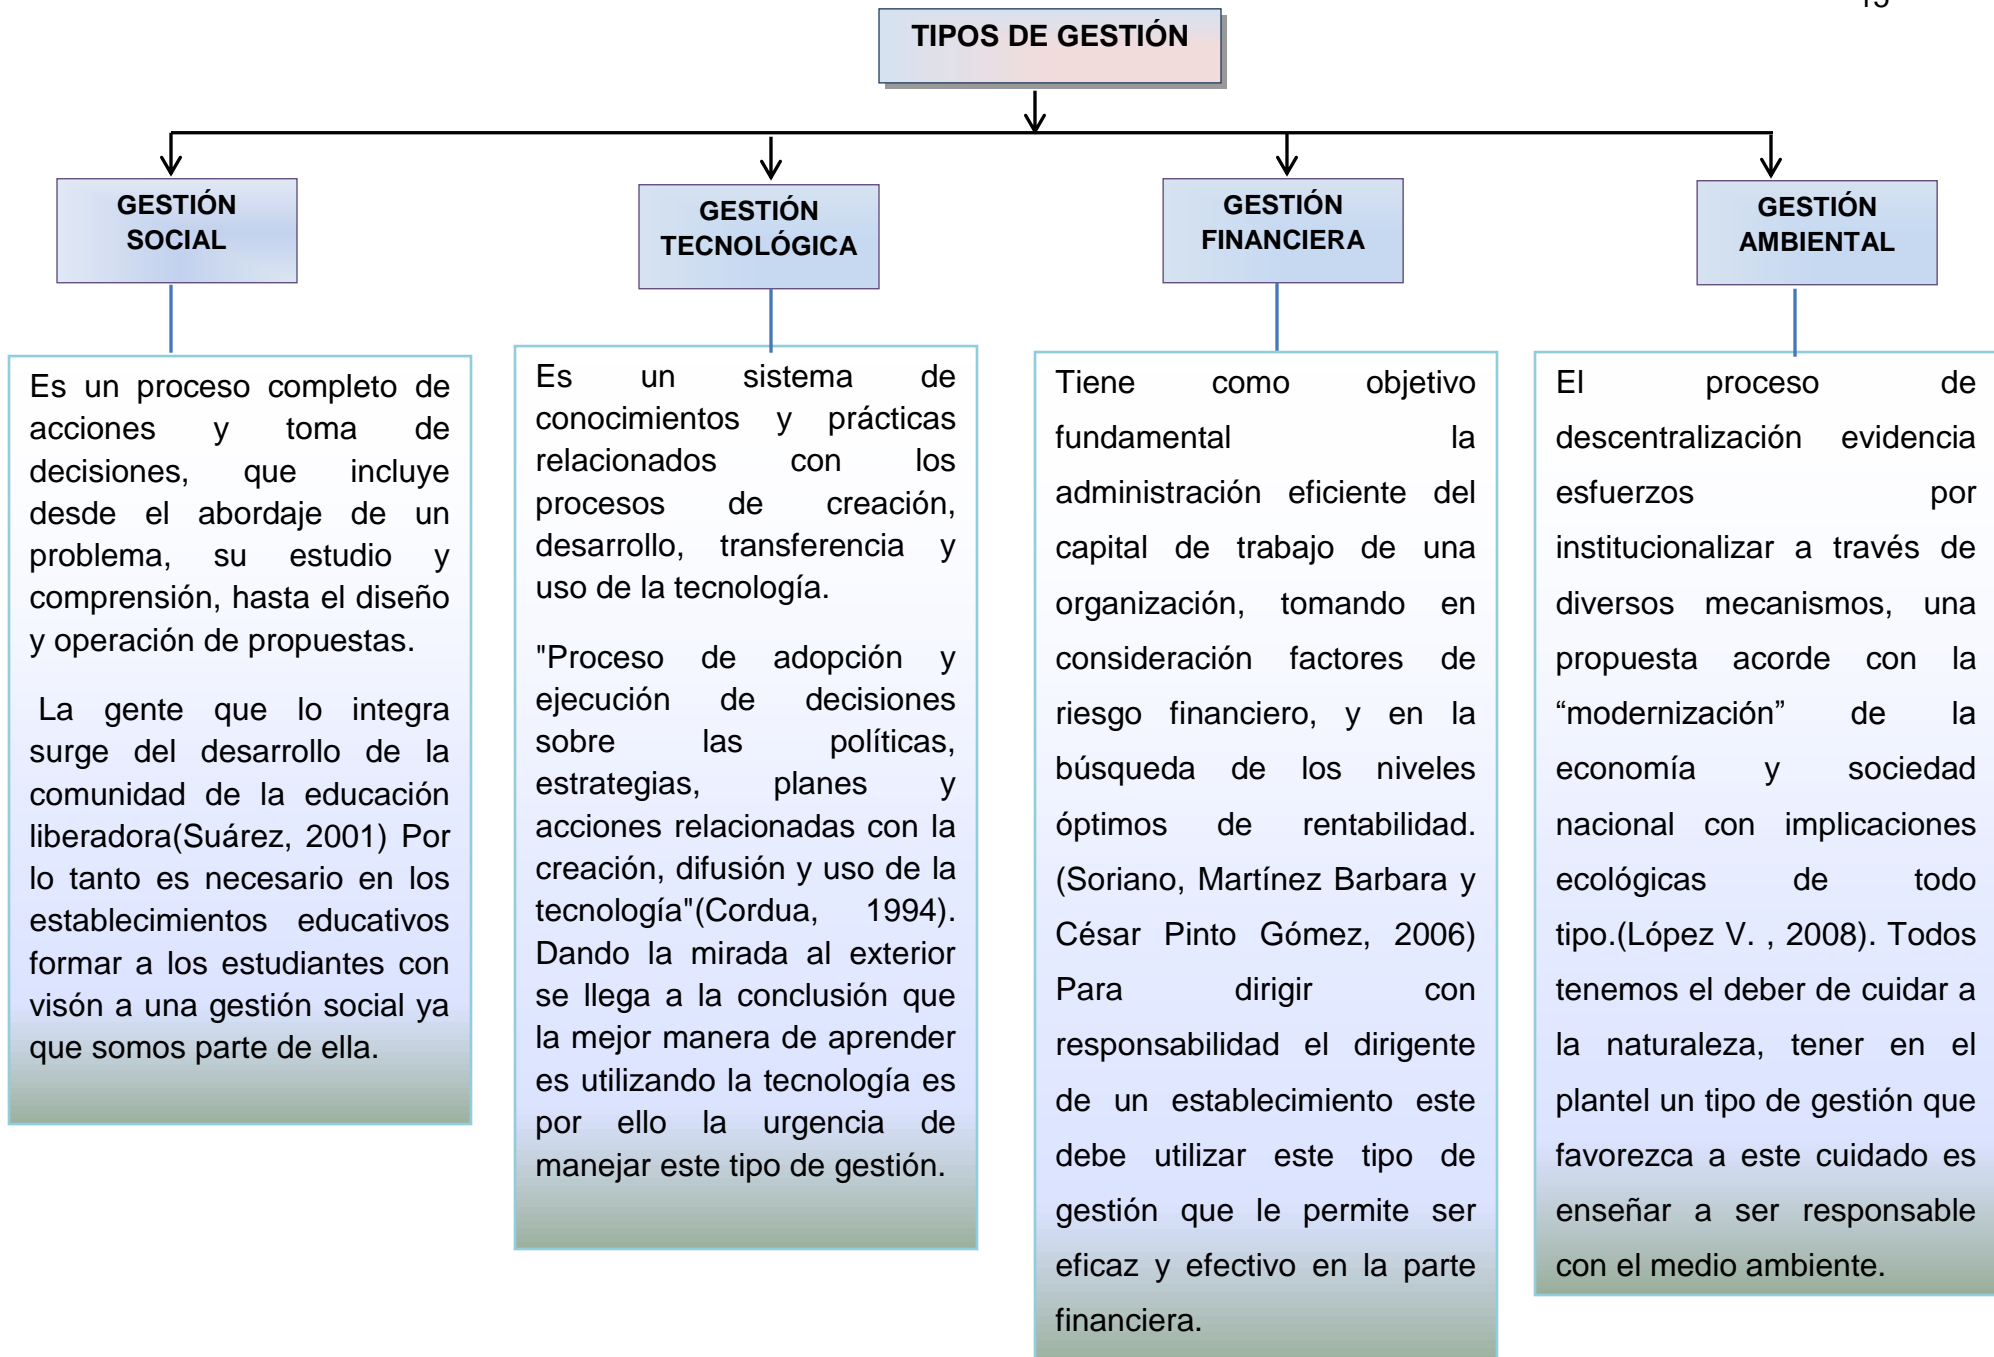 TIPOS DE GESTIÓN
GESTIÓN
SOCIAL
Es un proceso completo de
acciones y toma de
decisiones, que incluye
desde el abordaje de un
problema, su estudio y
comprensión, hasta el diseño
y operación de propuestas.
La gente que lo integra
surge del desarrollo de la
comunidad de la educación
liberadora(Suárez, 2001) Por
lo tanto es necesario en los
establecimientos educativos
formar a los estudiantes con
visón a una gestión social ya
que somos parte de ella.
GESTIÓN
TECNOLÓGICA
Es un sistema de
conocimientos y prácticas
relacionados con los
procesos de creación,
desarrollo, transferencia y
uso de la tecnología.
"Proceso de adopción y
ejecución de decisiones
sobre las políticas,
estrategias, planes y
acciones relacionadas con la
creación, difusión y uso de la
tecnología"(Cordua, 1994).
Dando la mirada al exterior
se llega a la conclusión que
la mejor manera de aprender
es utilizando la tecnología es
por ello la urgencia de
manejar este tipo de gestión.
GESTIÓN
FINANCIERA
Tiene como objetivo
fundamental la
administración eficiente del
capital de trabajo de una
organización, tomando en
consideración factores de
riesgo financiero, y en la
búsqueda de los niveles
óptimos de rentabilidad.
(Soriano, Martínez Barbara y
César Pinto Gómez, 2006)
Para dirigir con
responsabilidad el dirigente
de un establecimiento este
debe utilizar este tipo de
gestión que le permite ser
eficaz y efectivo en la parte
financiera.
GESTIÓN
AMBIENTAL
El proceso de
descentralización evidencia
esfuerzos por
institucionalizar a través de
diversos mecanismos, una
propuesta acorde con la
“modernización” de la
economía y sociedad
nacional con implicaciones
ecológicas de todo
tipo.(López V. , 2008). Todos
tenemos el deber de cuidar a
la naturaleza, tener en el
plantel un tipo de gestión que
favorezca a este cuidado es
enseñar a ser responsable
con el medio ambiente.